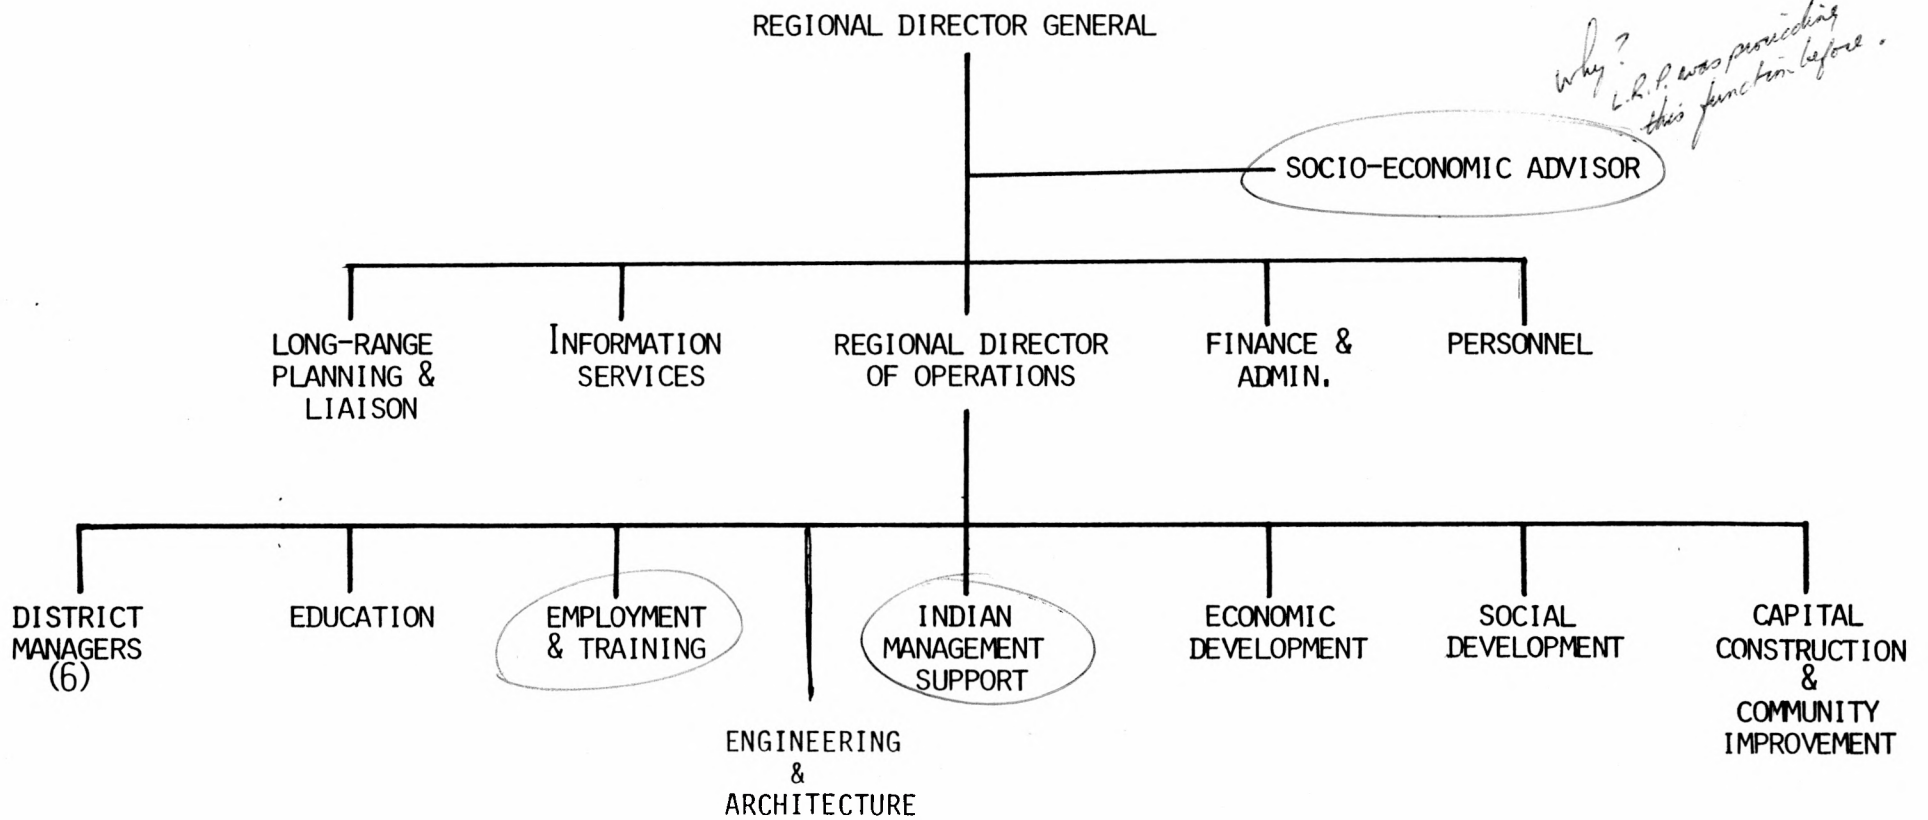 REGIONAL DIRECTOR GENERAL
why?
L.R.P. was providing
this function before.
SOCIO-ECONOMIC ADVISOR
LONG-RANGE
PLANNING &
LIAISON
INFORMATION
SERVICES
REGIONAL DIRECTOR
OF OPERATIONS
FINANCE &
ADMIN.
PERSONNEL
DISTRICT
MANAGERS
(6)
EDUCATION
EMPLOYMENT
& TRAINING
ENGINEERING
&
ARCHITECTURE
INDIAN
MANAGEMENT
SUPPORT
ECONOMIC
DEVELOPMENT
SOCIAL
DEVELOPMENT
CAPITAL
CONSTRUCTION
&
COMMUNITY
IMPROVEMENT